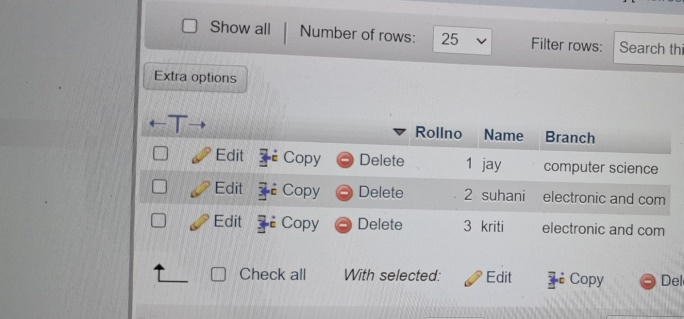 Show all Number of rows: 25 Filter rows: Search thi
Extra options
←T→ Rollno Name Branch
Edit Copy Delete 1 jay computer science
Edit Copy Delete 2 suhani electronic and com
Edit Copy Delete 3 kriti electronic and com
Check all With selected: Edit Copy Del